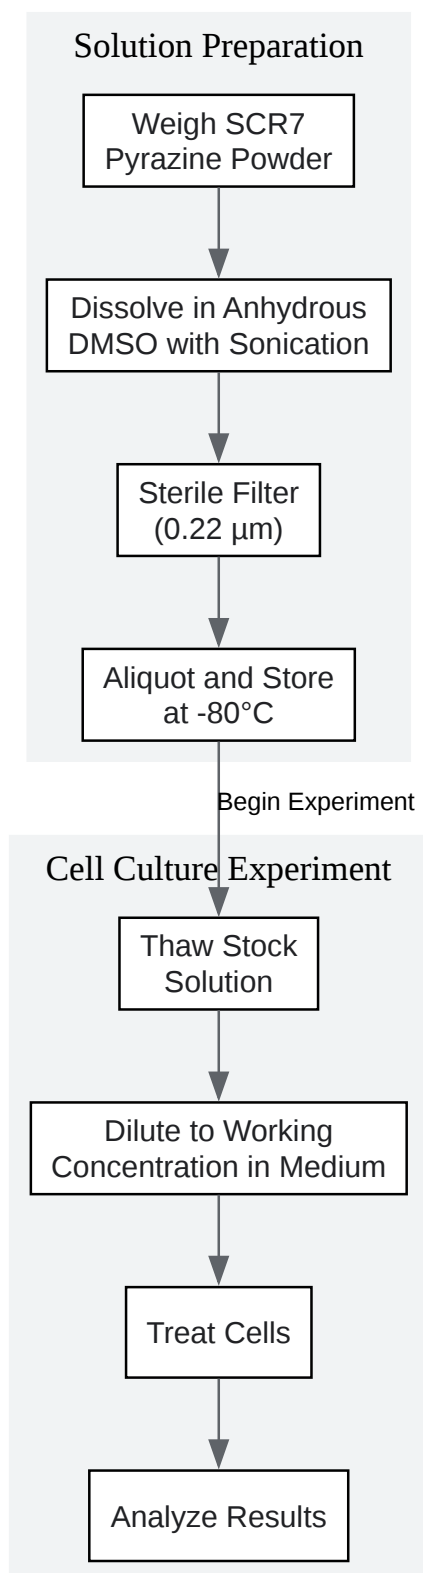 Solution Preparation
Weigh SCR7
Pyrazine Powder
Dissolve in Anhydrous
DMSO with Sonication
Sterile Filter
(0.22 µm)
Aliquot and Store
at -80°C
Begin Experiment
Cell Culture Experiment
Thaw Stock
Solution
Dilute to Working
Concentration in Medium
Treat Cells
Analyze Results